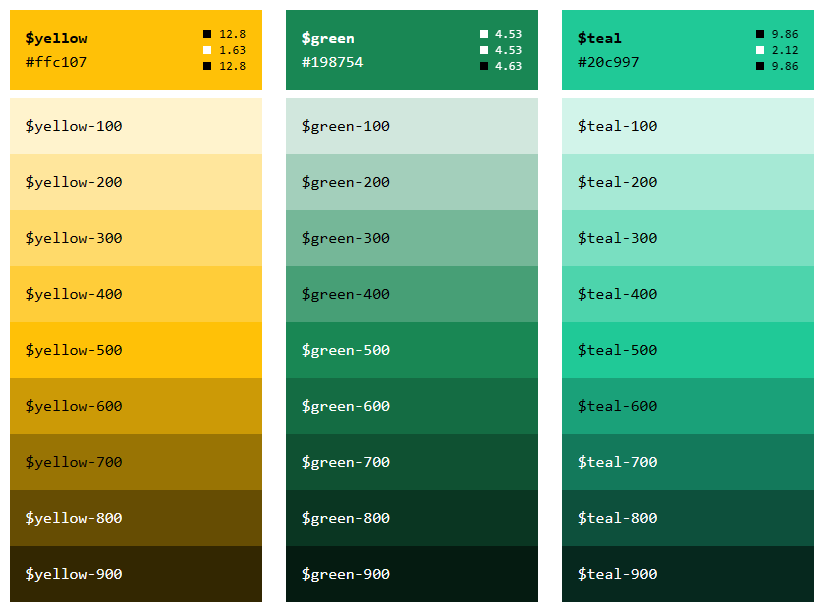 $yellow
#ffc107
12.8
1.63
12.8
$yellow-100
$yellow-200
$yellow-300
$yellow-400
$yellow-500
$yellow-600
$yellow-700
$yellow-800
$yellow-900
$green
#198754
4.53
4.53
4.63
$green-100
$green-200
$green-300
$green-400
$green-500
$green-600
$green-700
$green-800
$green-900
$teal
#20c997
9.86
2.12
9.86
$teal-100
$teal-200
$teal-300
$teal-400
$teal-500
$teal-600
$teal-700
$teal-800
$teal-900